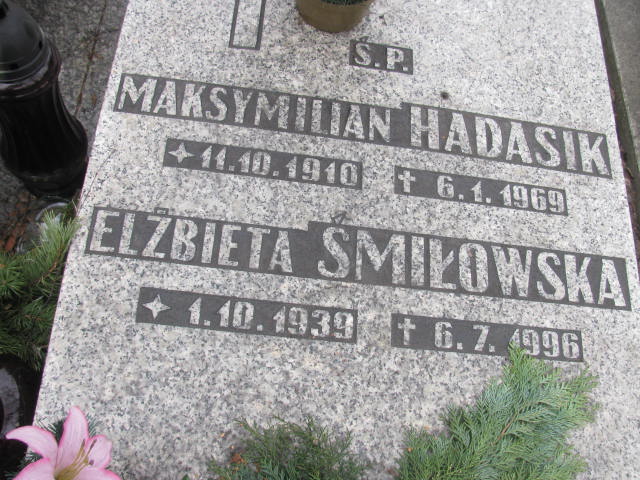 Ś.P.
MAKSYMILIAN HADASIK
11.10.1910 † 6.1.1969
ELŻBIETA ŚMIŁOWSKA
1.10.1939 † 6.7.1996